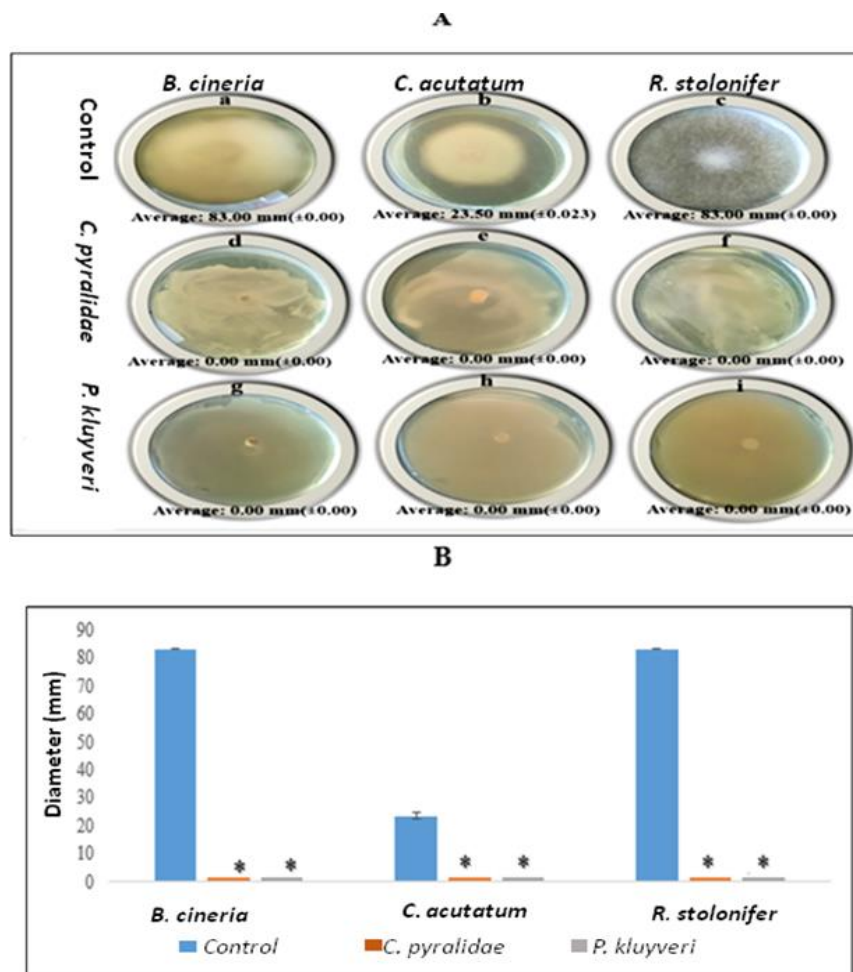 A
B. cineria C. acutatum R. stolonifer
Control
a b c
Average: 83.00 mm(±0.00) Average: 23.50 mm(±0.023) Average: 83.00 mm(±0.00)
C. pyralidae
d e f
Average: 0.00 mm(±0.00) Average: 0.00 mm(±0.00) Average: 0.00 mm(±0.00)
P. kluyveri
g h i
Average: 0.00 mm(±0.00) Average: 0.00 mm(±0.00) Average: 0.00 mm(±0.00)
B
Diameter (mm)
90
80
70
60
50
40
30
20
10
0
* * * * * *
B. cineria C. acutatum R. stolonifer
Control C. pyralidae P. kluyveri